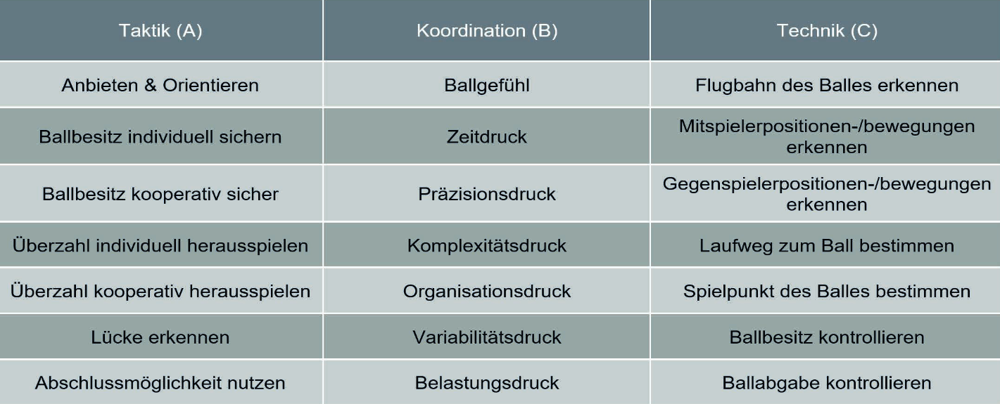 Taktik (A)
Koordination (B)
Technik (C)
Anbieten & Orientieren
Ballgefühl
Flugbahn des Balles erkennen
Ballbesitz individuell sichern
Zeitdruck
Mitspielerpositionen-/bewegungen
erkennen
Ballbesitz kooperativ sicher
Präzisionsdruck
Gegenspielerpositionen-/bewegungen
erkennen
Überzahl individuell herausspielen
Komplexitätsdruck
Laufweg zum Ball bestimmen
Überzahl kooperativ herausspielen
Organisationsdruck
Spielpunkt des Balles bestimmen
Lücke erkennen
Variabilitätsdruck
Ballbesitz kontrollieren
Abschlussmöglichkeit nutzen
Belastungsdruck
Ballabgabe kontrollieren